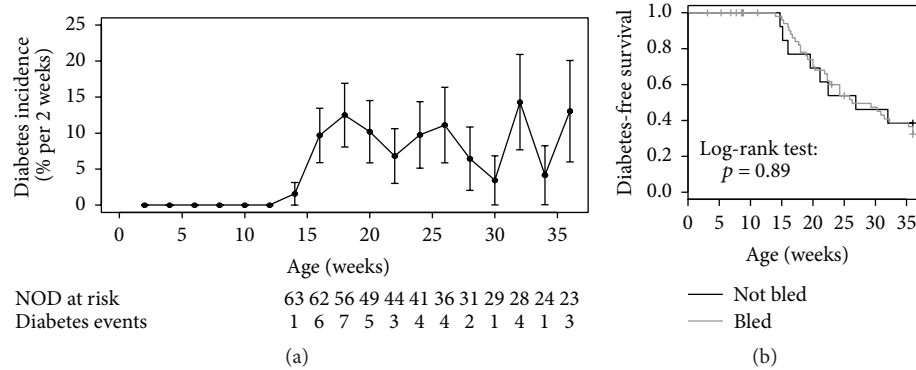 Diabetes incidence
(% per 2 weeks)
25
20
15
10
5
0
0 5 10 15 20 25 30 35
Age (weeks)
NOD at risk 63 62 56 49 44 41 36 31 29 28 24 23
Diabetes events 1 6 7 5 3 4 4 2 1 4 1 3
(a)
Diabetes-free survival
1.0
0.8
0.6
0.4
0.2
0.0
Log-rank test:
p = 0.89
0 5 10 15 20 25 30 35
Age (weeks)
Not bled
Bled
(b)